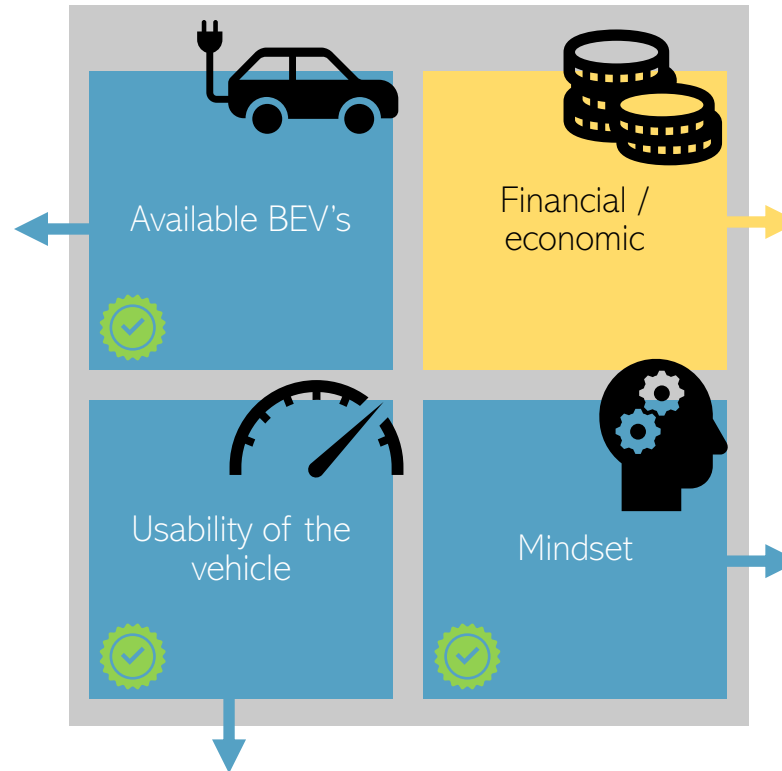 Available BEV's
Financial /
economic
Usability of the
vehicle
Mindset